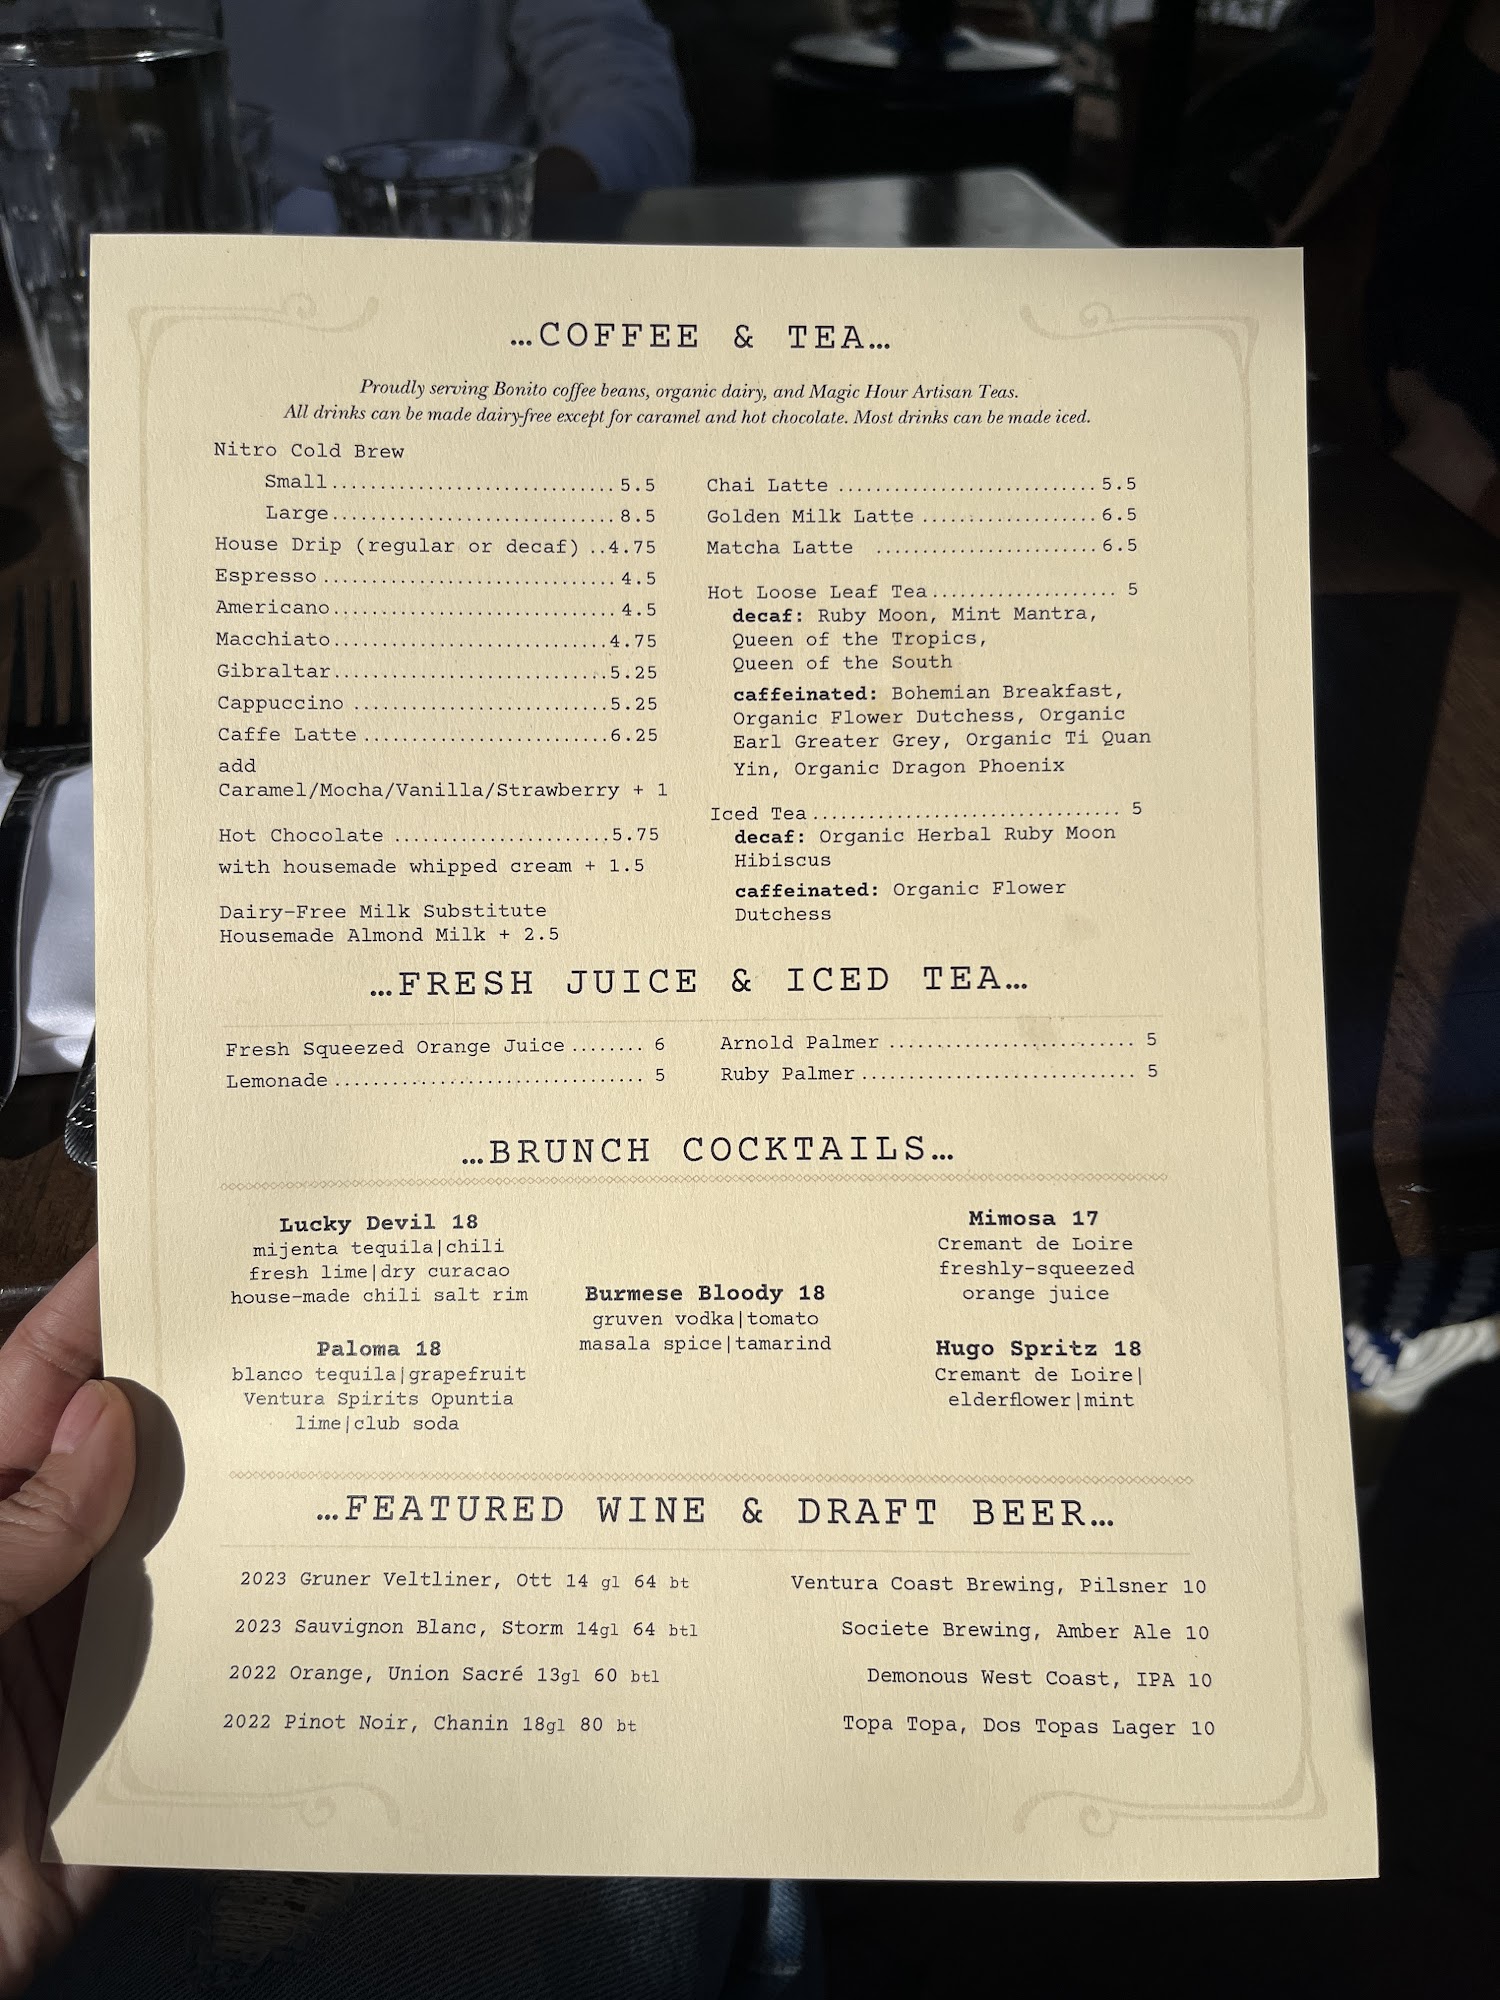 …COFFEE & TEA…
Proudly serving Bonito coffee beans, organic dairy, and Magic Hour Artisan Teas.
All drinks can be made dairy-free except for caramel and hot chocolate. Most drinks can be made iced.
Nitro Cold Brew
Small..............................5.5
Large..............................8.5
House Drip (regular or decaf) ..4.75
Espresso...............................4.5
Americano..............................4.5
Macchiato.............................4.75
Gibraltar.............................5.25
Cappuccino ...........................5.25
Caffe Latte..........................6.25
add
Caramel/Mocha/Vanilla/Strawberry + 1
Hot Chocolate .......................5.75
with housemade whipped cream + 1.5
Dairy-Free Milk Substitute
Housemade Almond Milk + 2.5
Chai Latte ............................5.5
Golden Milk Latte ...................6.5
Matcha Latte ........................6.5
Hot Loose Leaf Tea.................... 5
decaf: Ruby Moon, Mint Mantra,
Queen of the Tropics,
Queen of the South
caffeinated: Bohemian Breakfast,
Organic Flower Dutchess, Organic
Earl Greater Grey, Organic Ti Quan
Yin, Organic Dragon Phoenix
Iced Tea................................. 5
decaf: Organic Herbal Ruby Moon
Hibiscus
caffeinated: Organic Flower
Dutchess
…FRESH JUICE & ICED TEA…
Fresh Squeezed Orange Juice........ 6
Lemonade................................. 5
Arnold Palmer .......................... 5
Ruby Palmer............................. 5
…BRUNCH COCKTAILS…
Lucky Devil 18
mijenta tequila|chili
fresh lime|dry curacao
house-made chili salt rim
Paloma 18
blanco tequila|grapefruit
Ventura Spirits Opuntia
lime|club soda
Burmese Bloody 18
gruven vodka|tomato
masala spice|tamarind
Mimosa 17
Cremant de Loire
freshly-squeezed
orange juice
Hugo Spritz 18
Cremant de Loire|
elderflower|mint
…FEATURED WINE & DRAFT BEER…
2023 Gruner Veltliner, Ott 14 gl 64 bt
2023 Sauvignon Blanc, Storm 14gl 64 btl
2022 Orange, Union Sacré 13gl 60 btl
2022 Pinot Noir, Chanin 18gl 80 bt
Ventura Coast Brewing, Pilsner 10
Societe Brewing, Amber Ale 10
Demonous West Coast, IPA 10
Topa Topa, Dos Topas Lager 10